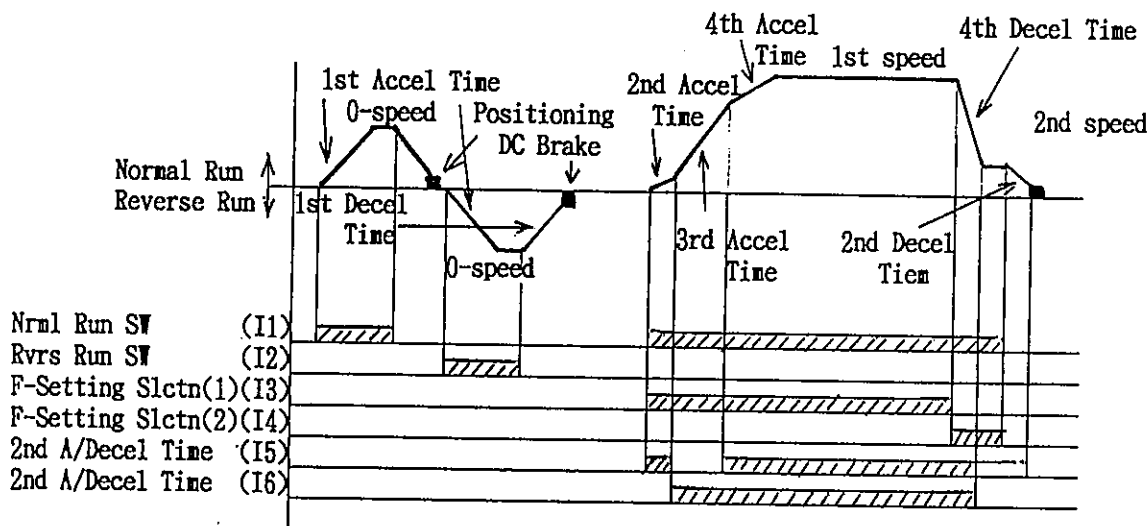 4th Accel
Time
4th Decel Time
1st speed
1st Accel Time
2nd Accel
Time
0-speed
Positioning
DC Brake
2nd speed
Normal Run
Reverse Run
1st Decel
Time
0-speed
3rd Accel
Time
2nd Decel
Tiem
Nrml Run SW (I1)
Rvrs Run SW (I2)
F-Setting Slctn(1)(I3)
F-Setting Slctn(2)(I4)
2nd A/Decel Time (I5)
2nd A/Decel Time (I6)